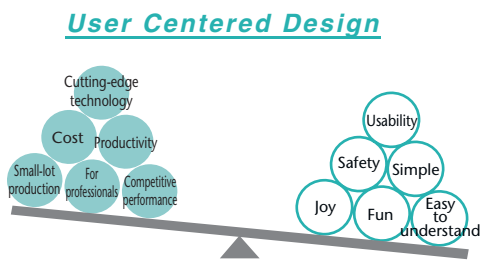 User Centered Design
Cutting-edge
technology
Cost
Productivity
Small-lot
production
For
professionals
Competitive
performance
Usability
Safety
Simple
Joy
Fun
Easy
to
understand